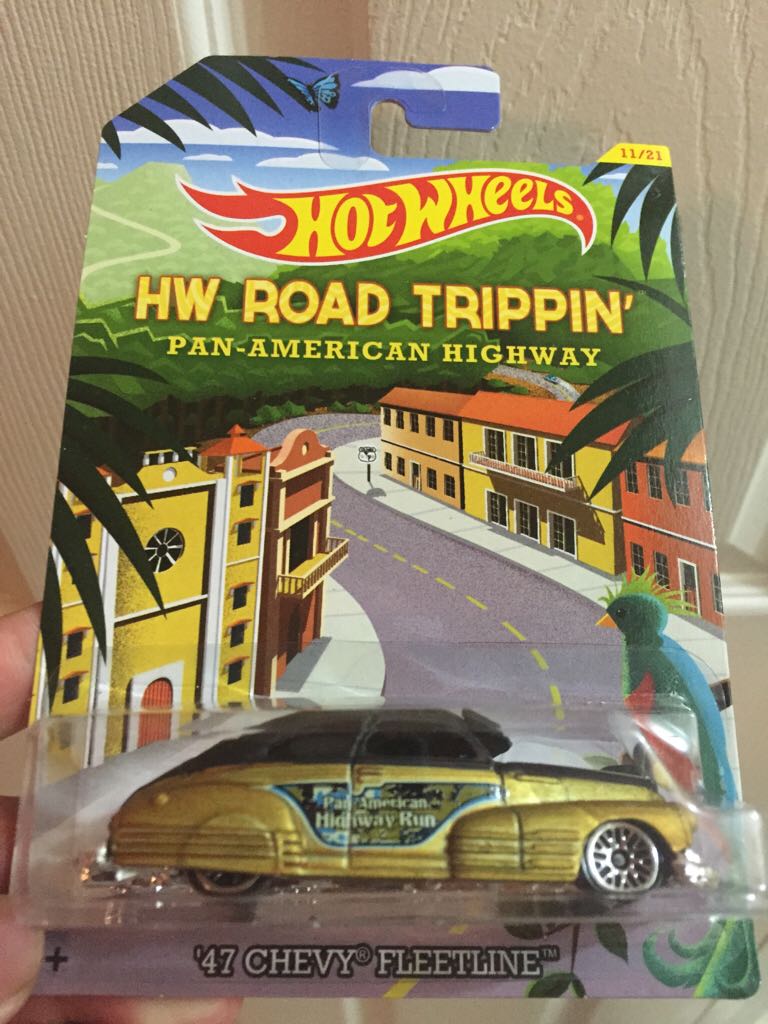 11/21
HOT WHEELS
HW ROAD TRIPPIN'
PAN-AMERICAN HIGHWAY
Pan-American
Highway Run
+
'47 CHEVY® FLEETLINE™